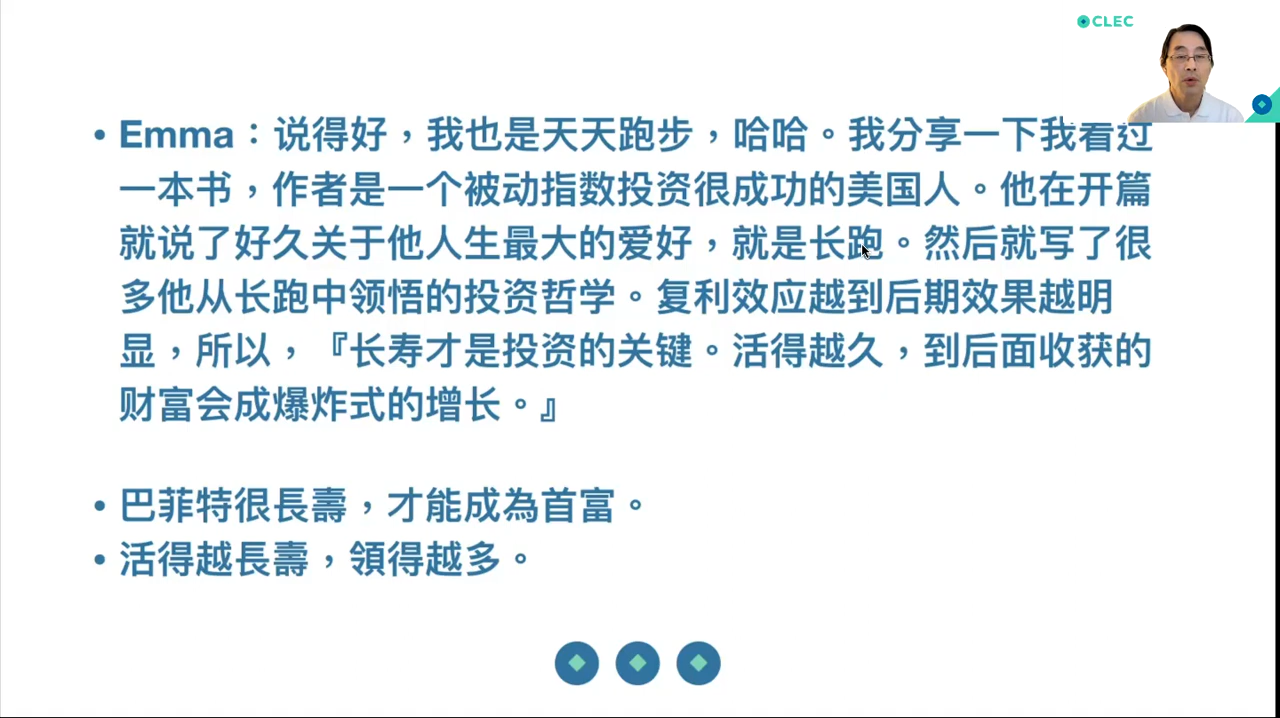 CLEC
• Emma：说得好，我也是天天跑步，哈哈。我分享一下我看过
一本书，作者是一个被动指数投资很成功的美国人。他在开篇
就说了好久关于他人生最大的爱好，就是长跑。然后就写了很
多他从长跑中领悟的投资哲学。复利效应越到后期效果越明
显，所以，『长寿才是投资的关键。活得越久，到后面收获的
财富会成爆炸式的增长。』
• 巴菲特很長壽，才能成為首富。
• 活得越長壽，領得越多。